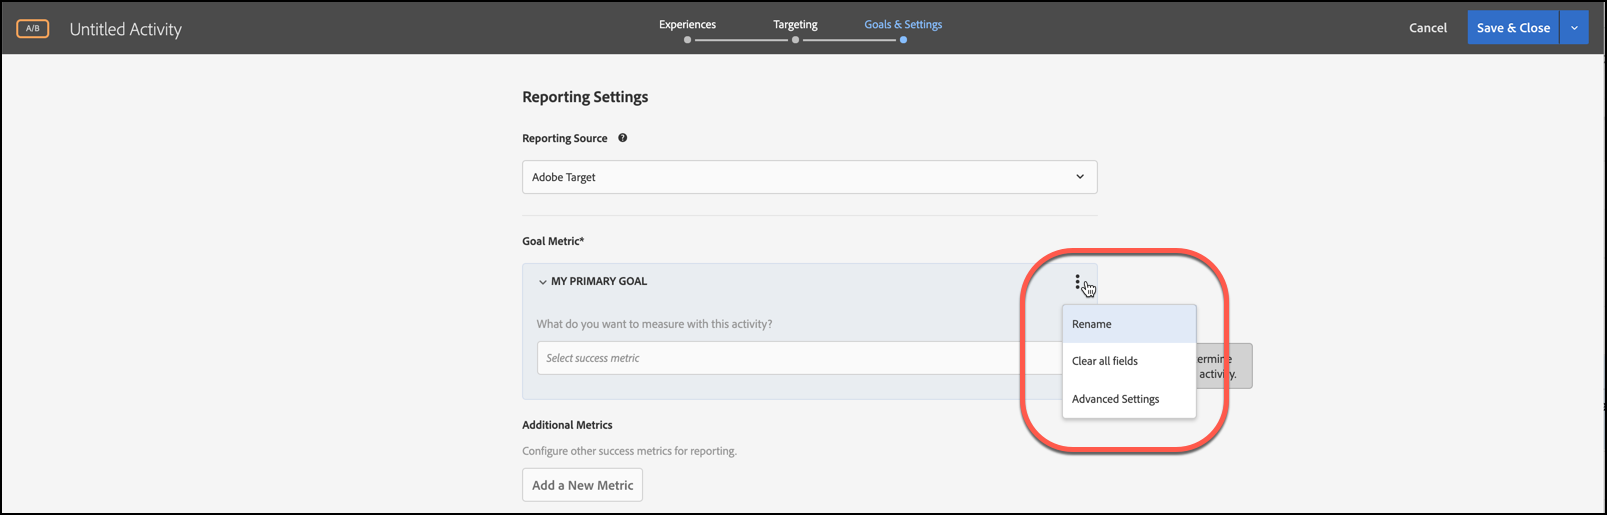 A/B
Untitled Activity
Experiences
Targeting
Goals & Settings
Cancel
Save & Close
Reporting Settings
Reporting Source
Adobe Target
Goal Metric*
MY PRIMARY GOAL
What do you want to measure with this activity?
Select success metric
Rename
Clear all fields
Advanced Settings
activity.
Additional Metrics
Configure other success metrics for reporting.
Add a New Metric